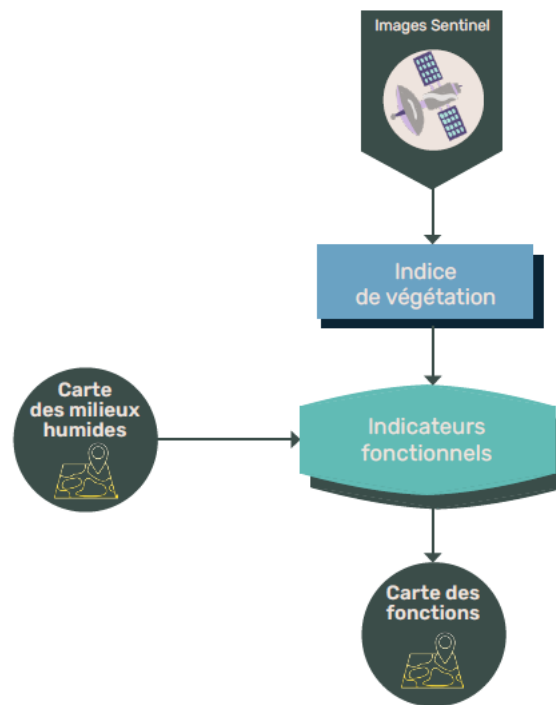 Images Sentinel
Indice
de végétation
Carte
des milieux
humides
Indicateurs
fonctionnels
Carte des
fonctions